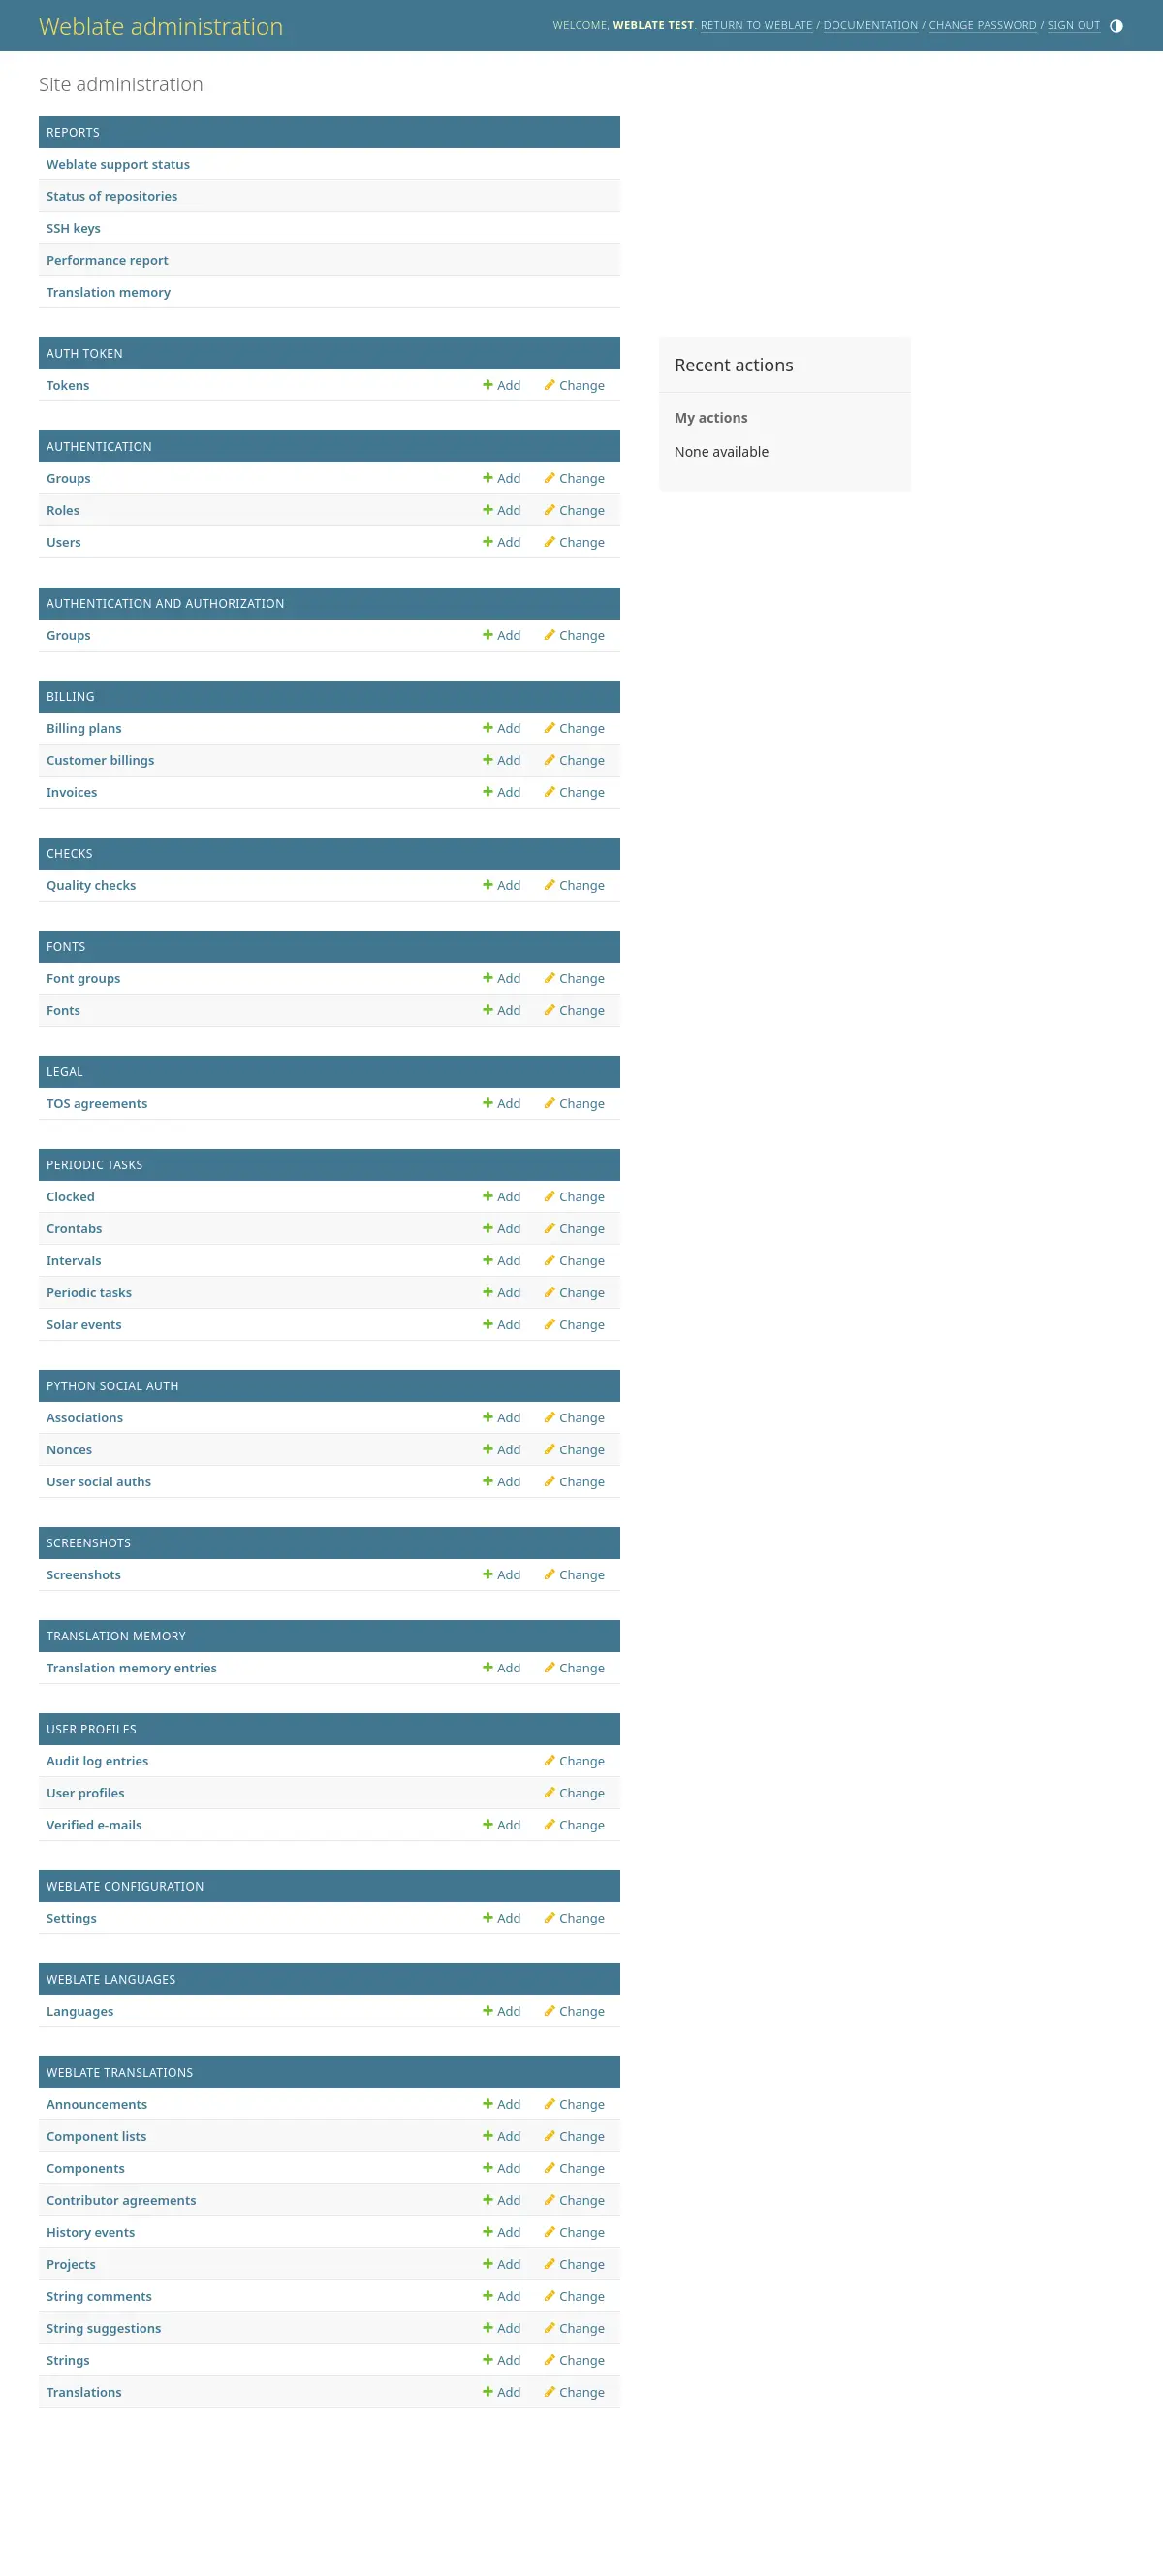 Weblate administration
WELCOME, WEBLATE TEST. RETURN TO WEBLATE / DOCUMENTATION / CHANGE PASSWORD / SIGN OUT
Site administration
REPORTS
Weblate support status
Status of repositories
SSH keys
Performance report
Translation memory
AUTH TOKEN
Tokens Add Change
AUTHENTICATION
Groups Add Change
Roles Add Change
Users Add Change
AUTHENTICATION AND AUTHORIZATION
Groups Add Change
BILLING
Billing plans Add Change
Customer billings Add Change
Invoices Add Change
CHECKS
Quality checks Add Change
FONTS
Font groups Add Change
Fonts Add Change
LEGAL
TOS agreements Add Change
PERIODIC TASKS
Clocked Add Change
Crontabs Add Change
Intervals Add Change
Periodic tasks Add Change
Solar events Add Change
PYTHON SOCIAL AUTH
Associations Add Change
Nonces Add Change
User social auths Add Change
SCREENSHOTS
Screenshots Add Change
TRANSLATION MEMORY
Translation memory entries Add Change
USER PROFILES
Audit log entries Change
User profiles Change
Verified e-mails Add Change
WEBLATE CONFIGURATION
Settings Add Change
WEBLATE LANGUAGES
Languages Add Change
WEBLATE TRANSLATIONS
Announcements Add Change
Component lists Add Change
Components Add Change
Contributor agreements Add Change
History events Add Change
Projects Add Change
String comments Add Change
String suggestions Add Change
Strings Add Change
Translations Add Change
Recent actions
My actions
None available